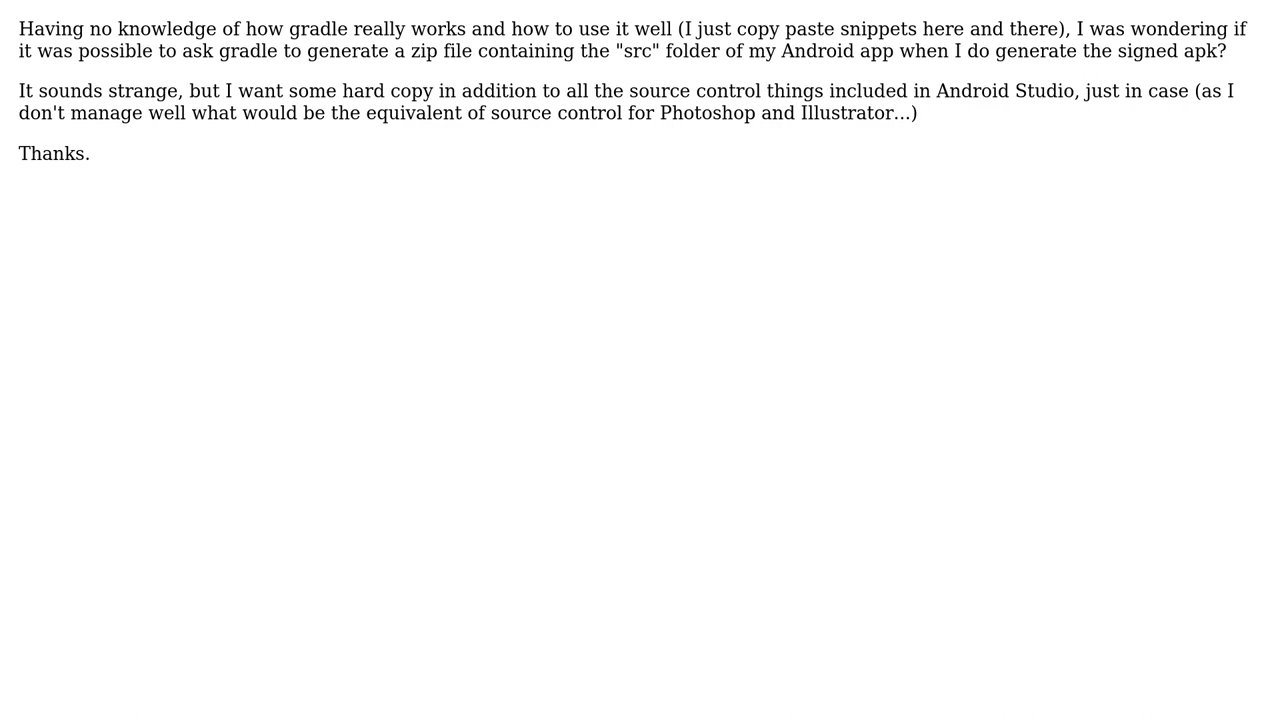 Having no knowledge of how gradle really works and how to use it well (I just copy paste snippets here and there), I was wondering if
it was possible to ask gradle to generate a zip file containing the "src" folder of my Android app when I do generate the signed apk?
It sounds strange, but I want some hard copy in addition to all the source control things included in Android Studio, just in case (as I
don't manage well what would be the equivalent of source control for Photoshop and Illustrator...)
Thanks.